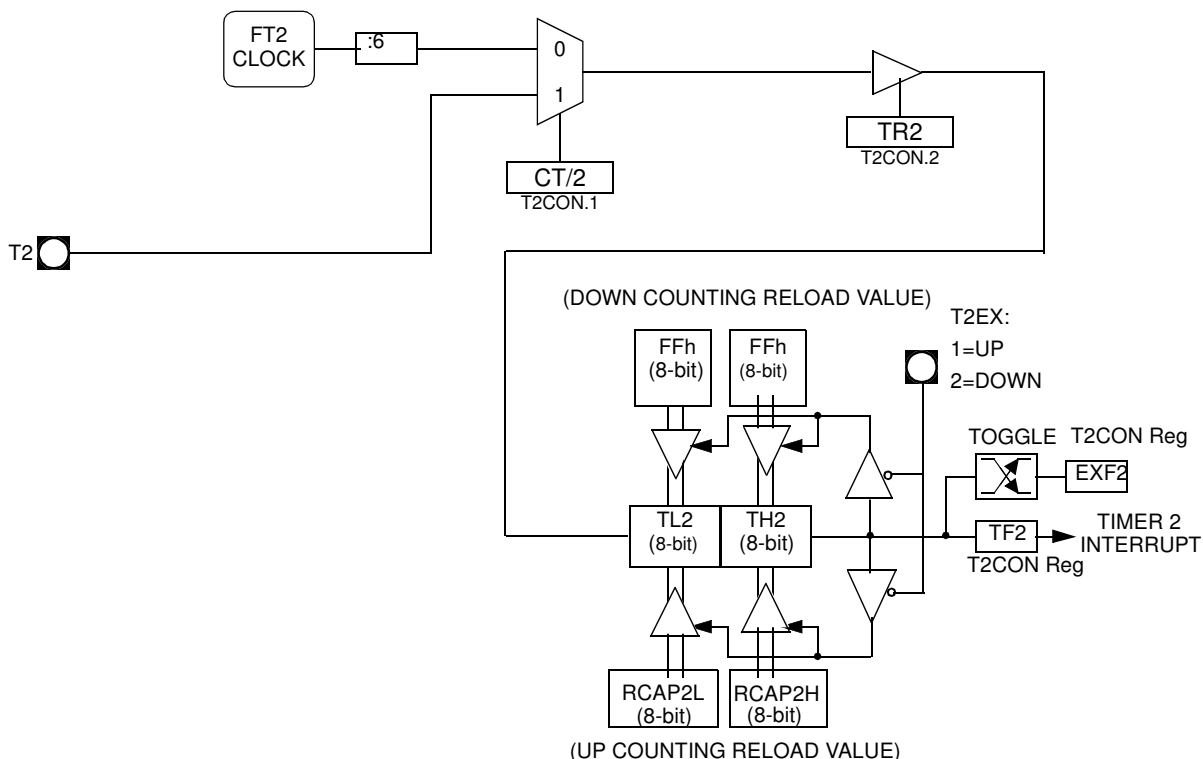 FT2
CLOCK
:6
0
1
TR2
T2CON.2
CT/2
T2CON.1
T2
(DOWN COUNTING RELOAD VALUE)
T2EX:
1=UP
2=DOWN
FFh
(8-bit)
FFh
(8-bit)
TOGGLE
T2CON Reg
EXF2
TL2
(8-bit)
TH2
(8-bit)
TF2
TIMER 2
INTERRUPT
T2CON Reg
RCAP2L
(8-bit)
RCAP2H
(8-bit)
(UP COUNTING RELOAD VALUE)